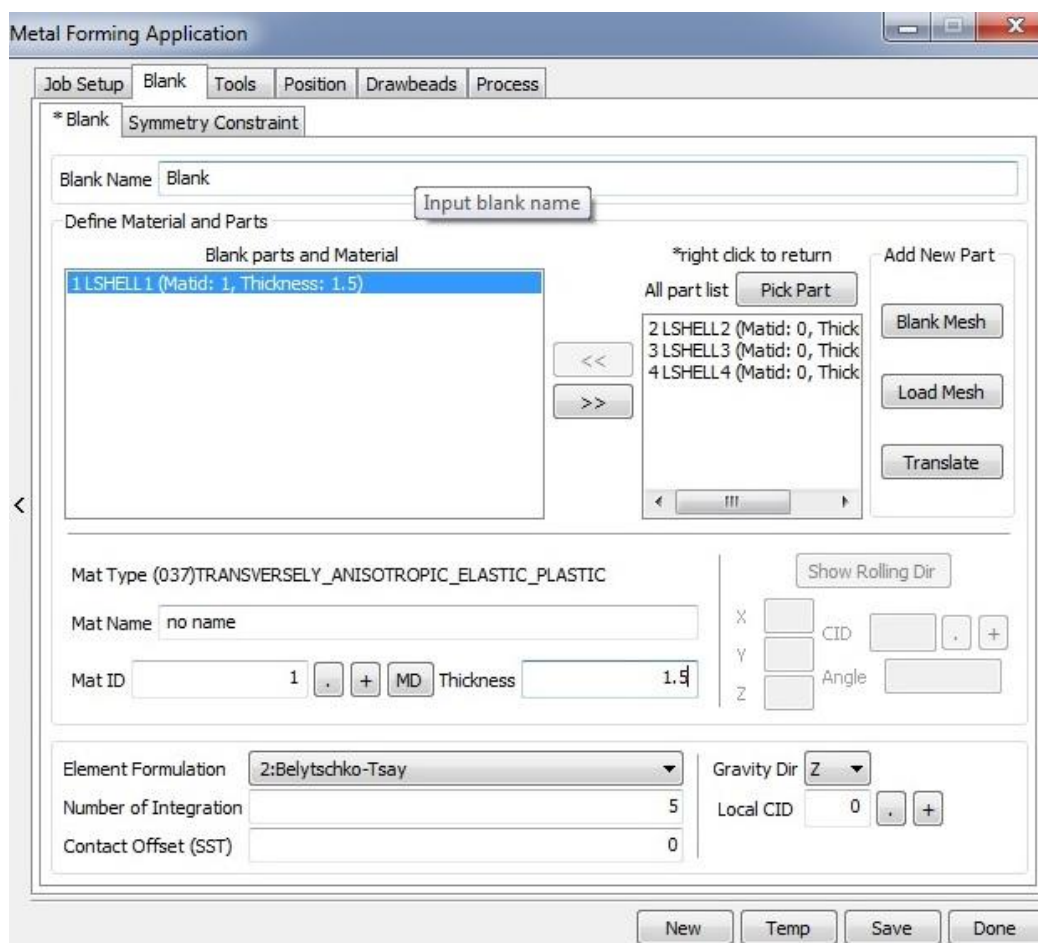 Metal Forming Application
Job Setup Blank Tools Position Drawbeads Process
* Blank Symmetry Constraint
Blank Name Blank
Input blank name
Define Material and Parts
Blank parts and Material *right click to return Add New Part
1 LSHELL1 (Matid: 1, Thickness: 1.5) All part list Pick Part
2 LSHELL2 (Matid: 0, Thick Blank Mesh
3 LSHELL3 (Matid: 0, Thick
<< 4 LSHELL4 (Matid: 0, Thick
>> Load Mesh
Translate
<
Mat Type (037)TRANSVERSELY_ANISOTROPIC_ELASTIC_PLASTIC Show Rolling Dir
Mat Name no name X CID . +
Y
Mat ID 1 . + MD Thickness 1.5 Z Angle
Element Formulation 2:Belytschko-Tsay Gravity Dir Z
Number of Integration 5 Local CID 0 . +
Contact Offset (SST) 0
New Temp Save Done